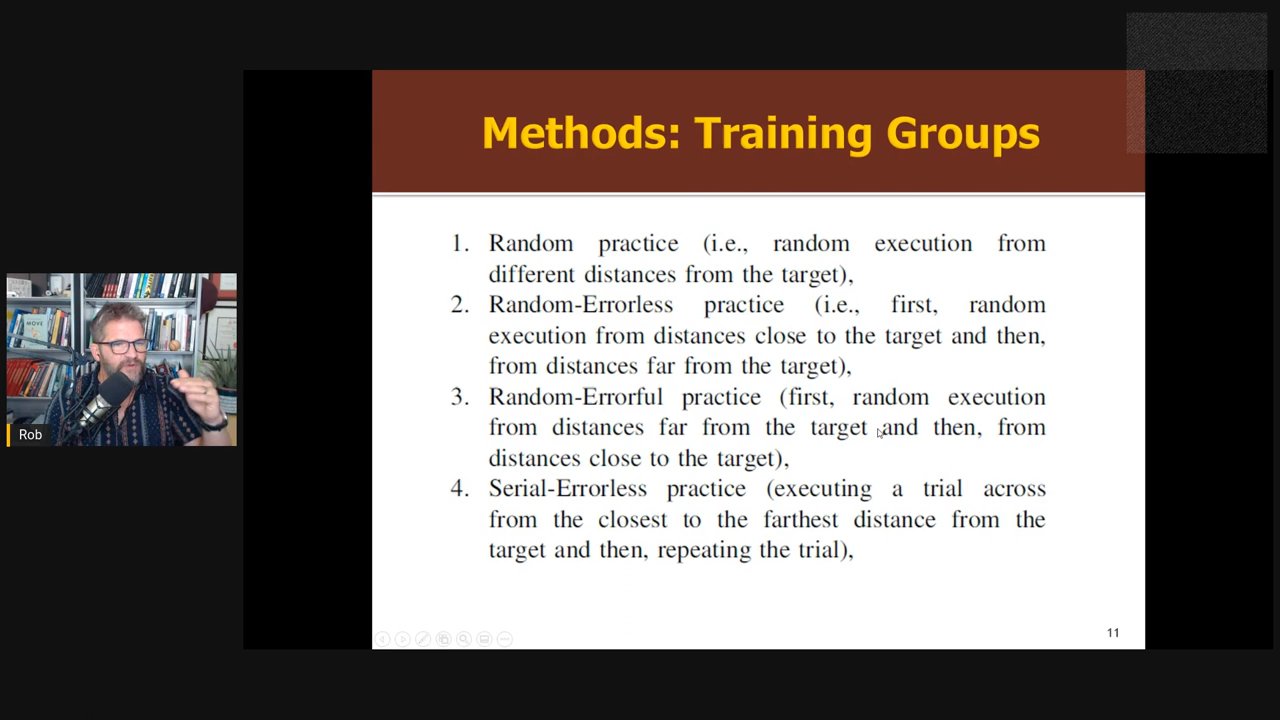 Methods: Training Groups
1. Random practice (i.e., random execution from
different distances from the target),
2. Random-Errorless practice (i.e., first, random
execution from distances close to the target and then,
from distances far from the target),
3. Random-Errorful practice (first, random execution
from distances far from the target and then, from
distances close to the target),
4. Serial-Errorless practice (executing a trial across
from the closest to the farthest distance from the
target and then, repeating the trial),
11
MOVE
Rob